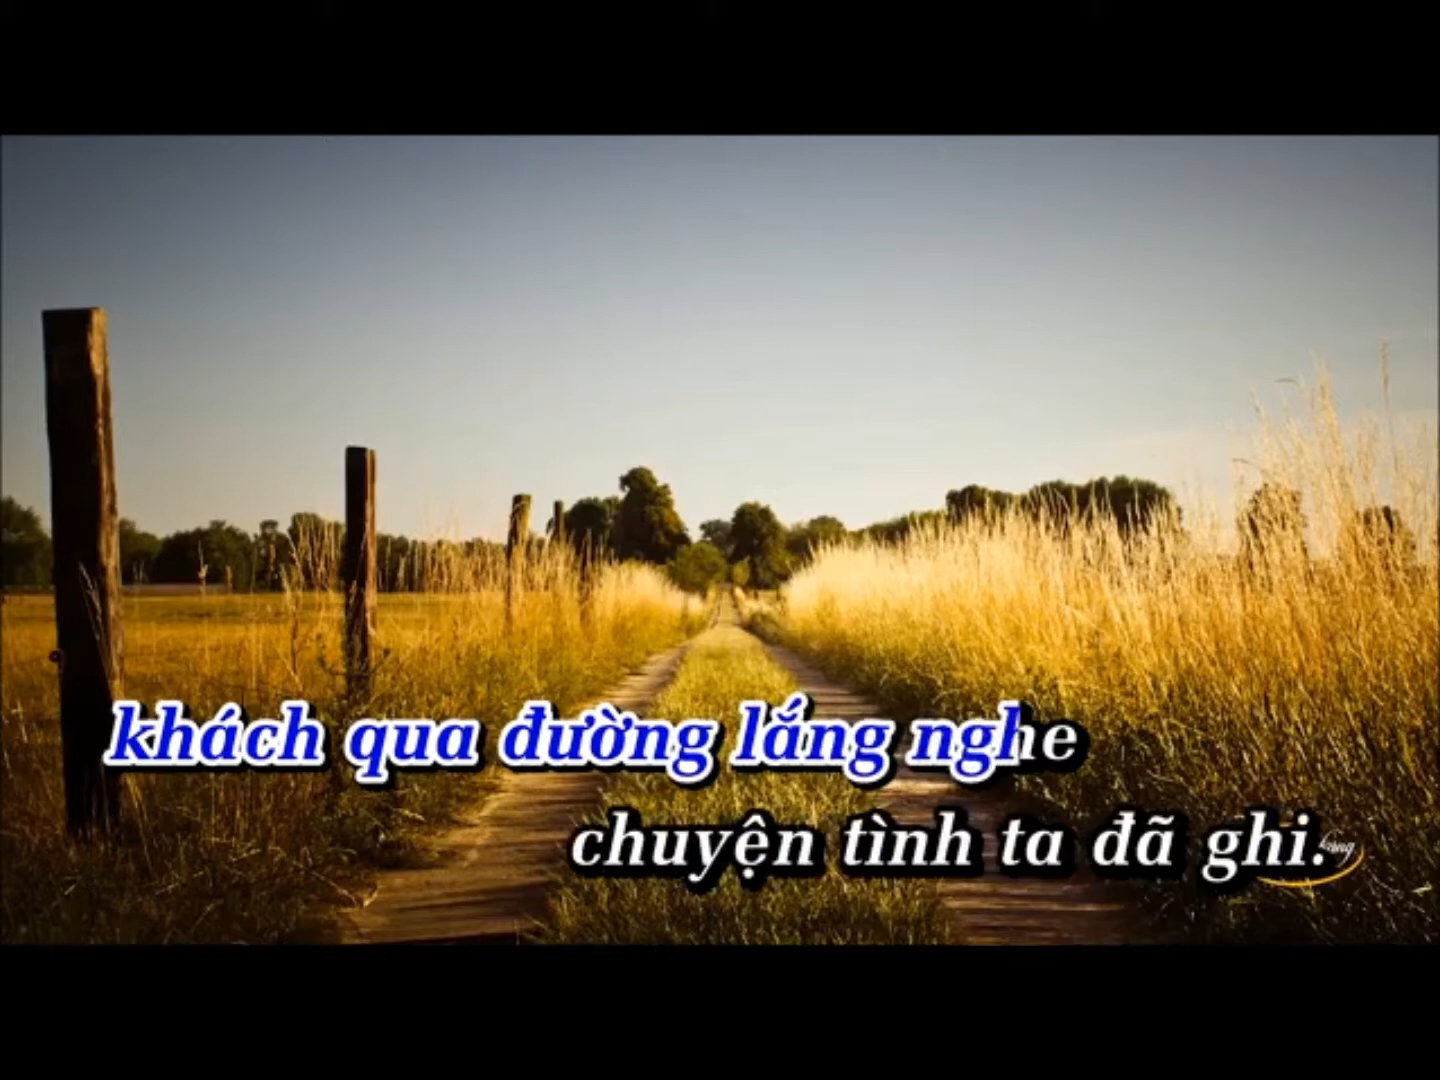 khách qua đường lắng nghe
chuyện tình ta đã ghi.